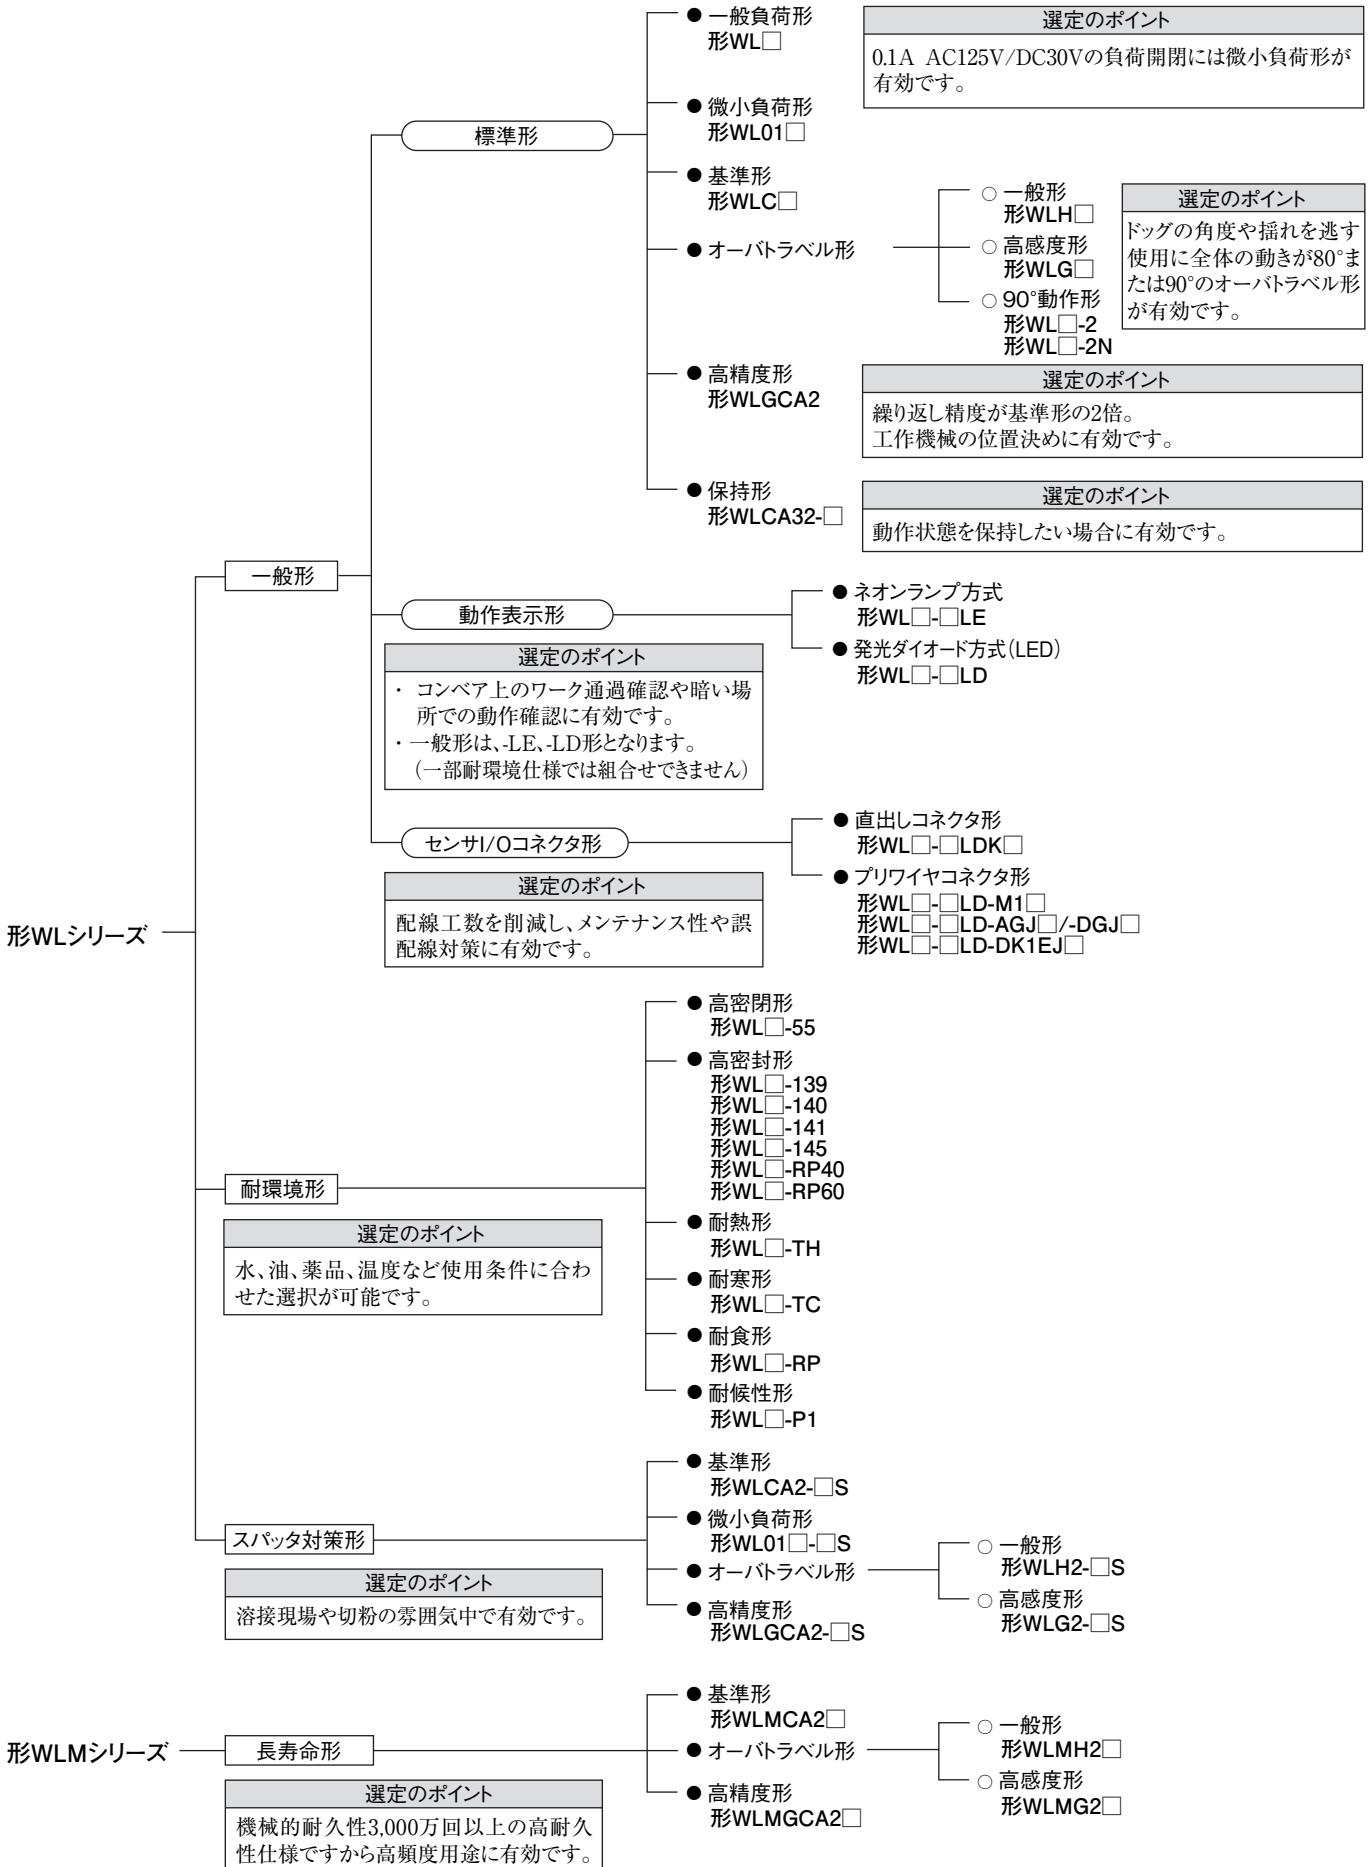 ● 一般負荷形
形WL□
選定のポイント
0.1A AC125V/DC30Vの負荷開閉には微小負荷形が
有効です。
● 微小負荷形
形WL01□
標準形
● 基準形
形WLC□
● オーバトラベル形
○ 一般形
形WLH□
○ 高感度形
形WLG□
○ 90°動作形
形WL□-2
形WL□-2N
選定のポイント
ドッグの角度や揺れを逃す
使用に全体の動きが80°ま
たは90°のオーバトラベル形
が有効です。
● 高精度形
形WLGCA2
選定のポイント
繰り返し精度が基準形の2倍。
工作機械の位置決めに有効です。
● 保持形
形WLCA32-□
選定のポイント
動作状態を保持したい場合に有効です。
一般形
動作表示形
● ネオンランプ方式
形WL□-□LE
● 発光ダイオード方式(LED)
形WL□-□LD
選定のポイント
・ コンベア上のワーク通過確認や暗い場
所での動作確認に有効です。
・一般形は、-LE、-LD形となります。
(一部耐環境仕様では組合せできません)
センサI/Oコネクタ形
● 直出しコネクタ形
形WL□-□LDK□
● プリワイヤコネクタ形
形WL□-□LD-M1□
形WL□-□LD-AGJ□/-DGJ□
形WL□-□LD-DK1EJ□
選定のポイント
配線工数を削減し、メンテナンス性や誤
配線対策に有効です。
形WLシリーズ
● 高密閉形
形WL□-55
● 高密封形
形WL□-139
形WL□-140
形WL□-141
形WL□-145
形WL□-RP40
形WL□-RP60
耐環境形
選定のポイント
水、油、薬品、温度など使用条件に合わ
せた選択が可能です。
● 耐熱形
形WL□-TH
● 耐寒形
形WL□-TC
● 耐食形
形WL□-RP
● 耐候性形
形WL□-P1
● 基準形
形WLCA2-□S
スパッタ対策形
● 微小負荷形
形WL01□-□S
● オーバトラベル形
○ 一般形
形WLH2-□S
○ 高感度形
形WLG2-□S
● 高精度形
形WLGCA2-□S
選定のポイント
溶接現場や切粉の雰囲気中で有効です。
形WLMシリーズ
長寿命形
● 基準形
形WLMCA2□
● オーバトラベル形
○ 一般形
形WLMH2□
○ 高感度形
形WLMG2□
● 高精度形
形WLMGCA2□
選定のポイント
機械的耐久性3,000万回以上の高耐久
性仕様ですから高頻度用途に有効です。